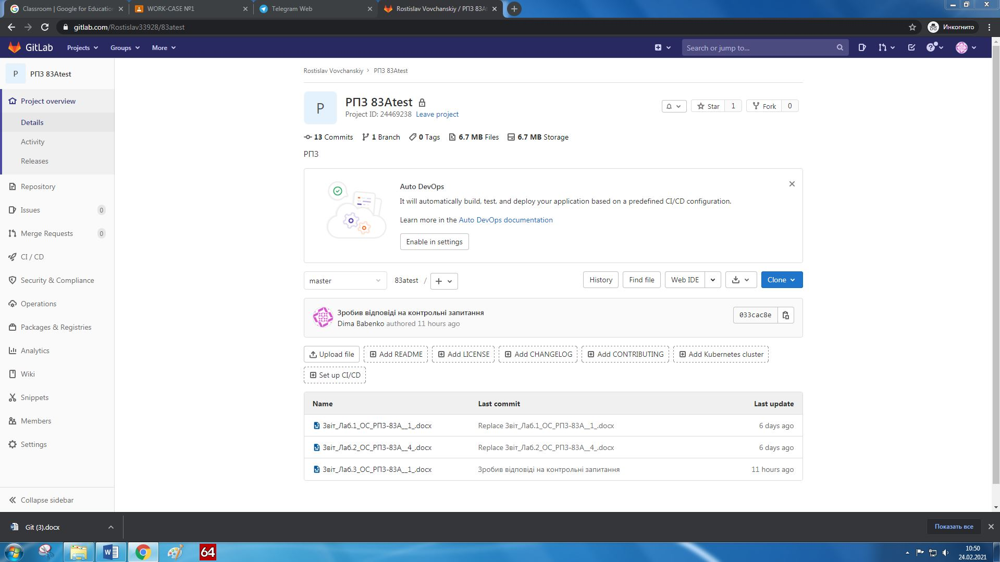 Classroom | Google for Education
WORK-CASE №1
Telegram Web
Rostislav Vovchanskiy / РПЗ 83At
gitlab.com/Rostislav33928/83atest
Инкогнито
GitLab Projects Groups More
Search or jump to...
P РПЗ 83Atest
Project overview
Details
Activity
Releases
Repository
Issues 0
Merge Requests 0
CI / CD
Security & Compliance
Operations
Packages & Registries
Analytics
Wiki
Snippets
Members
Settings
Collapse sidebar
Rostislav Vovchanskiy > РПЗ 83Atest
P
РПЗ 83Atest
Project ID: 24469238 Leave project
Star 1
Fork 0
13 Commits 1 Branch 0 Tags 6.7 MB Files 6.7 MB Storage
РПЗ
Auto DevOps
It will automatically build, test, and deploy your application based on a predefined CI/CD configuration.
Learn more in the Auto DevOps documentation
Enable in settings
master 83atest / +
History Find file Web IDE Clone
Зробив відповіді на контрольні запитання
Dima Babenko authored 11 hours ago
033cac8e
Upload file Add README Add LICENSE Add CHANGELOG Add CONTRIBUTING Add Kubernetes cluster
Set up CI/CD
Name Last commit Last update
Звіт_Лаб.1_ОС_РПЗ-83А__1_.docx Replace Звіт_Лаб.1_ОС_РПЗ-83А__1_.docx 6 days ago
Звіт_Лаб.2_ОС_РПЗ-83А__4_.docx Replace Звіт_Лаб.2_ОС_РПЗ-83А__4_.docx 6 days ago
Звіт_Лаб.3_ОС_РПЗ-83А__1_.docx Зробив відповіді на контрольні запитання 11 hours ago
Git (3).docx
Показать все
64
10:50
24.02.2021